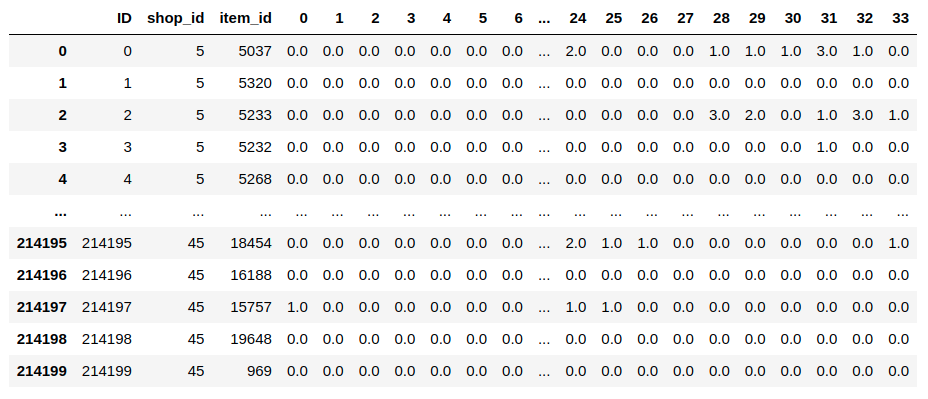 ID shop_id item_id 0 1 2 3 4 5 6 ... 24 25 26 27 28 29 30 31 32 33
0 0 5 5037 0.0 0.0 0.0 0.0 0.0 0.0 0.0 ... 2.0 0.0 0.0 0.0 1.0 1.0 1.0 3.0 1.0 0.0
1 1 5 5320 0.0 0.0 0.0 0.0 0.0 0.0 0.0 ... 0.0 0.0 0.0 0.0 0.0 0.0 0.0 0.0 0.0 0.0
2 2 5 5233 0.0 0.0 0.0 0.0 0.0 0.0 0.0 ... 0.0 0.0 0.0 0.0 3.0 2.0 0.0 1.0 3.0 1.0
3 3 5 5232 0.0 0.0 0.0 0.0 0.0 0.0 0.0 ... 0.0 0.0 0.0 0.0 0.0 0.0 0.0 1.0 0.0 0.0
4 4 5 5268 0.0 0.0 0.0 0.0 0.0 0.0 0.0 ... 0.0 0.0 0.0 0.0 0.0 0.0 0.0 0.0 0.0 0.0
... ... ... ... ... ... ... ... ... ... ... ... ... ... ... ... ... ... ... ... ...
214195 214195 45 18454 0.0 0.0 0.0 0.0 0.0 0.0 0.0 ... 2.0 1.0 1.0 0.0 0.0 0.0 0.0 0.0 0.0 1.0
214196 214196 45 16188 0.0 0.0 0.0 0.0 0.0 0.0 0.0 ... 0.0 0.0 0.0 0.0 0.0 0.0 0.0 0.0 0.0 0.0
214197 214197 45 15757 1.0 0.0 0.0 0.0 0.0 0.0 0.0 ... 1.0 1.0 0.0 0.0 0.0 0.0 0.0 0.0 0.0 0.0
214198 214198 45 19648 0.0 0.0 0.0 0.0 0.0 0.0 0.0 ... 0.0 0.0 0.0 0.0 0.0 0.0 0.0 0.0 0.0 0.0
214199 214199 45 969 0.0 0.0 0.0 0.0 0.0 0.0 0.0 ... 0.0 0.0 0.0 0.0 0.0 0.0 0.0 0.0 0.0 0.0